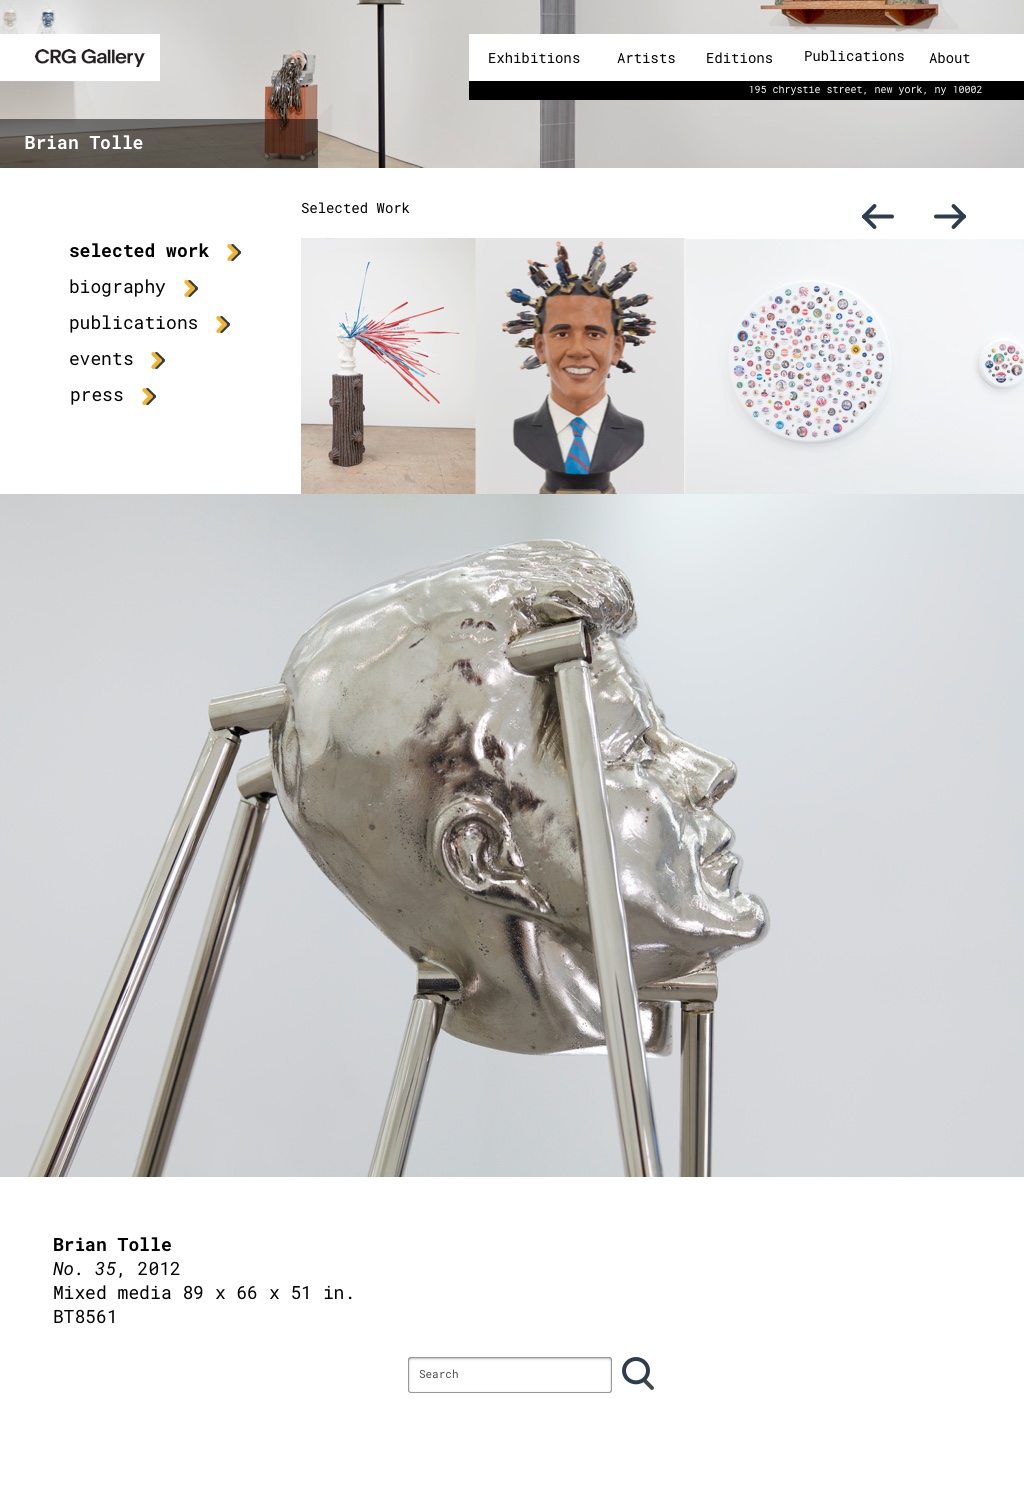 CRG Gallery
Exhibitions Artists Editions Publications About
195 chrystie street, new york, ny 10002
Brian Tolle
Selected Work
selected work
biography
publications
events
press
Brian Tolle
No. 35, 2012
Mixed media 89 x 66 x 51 in.
BT8561
Search